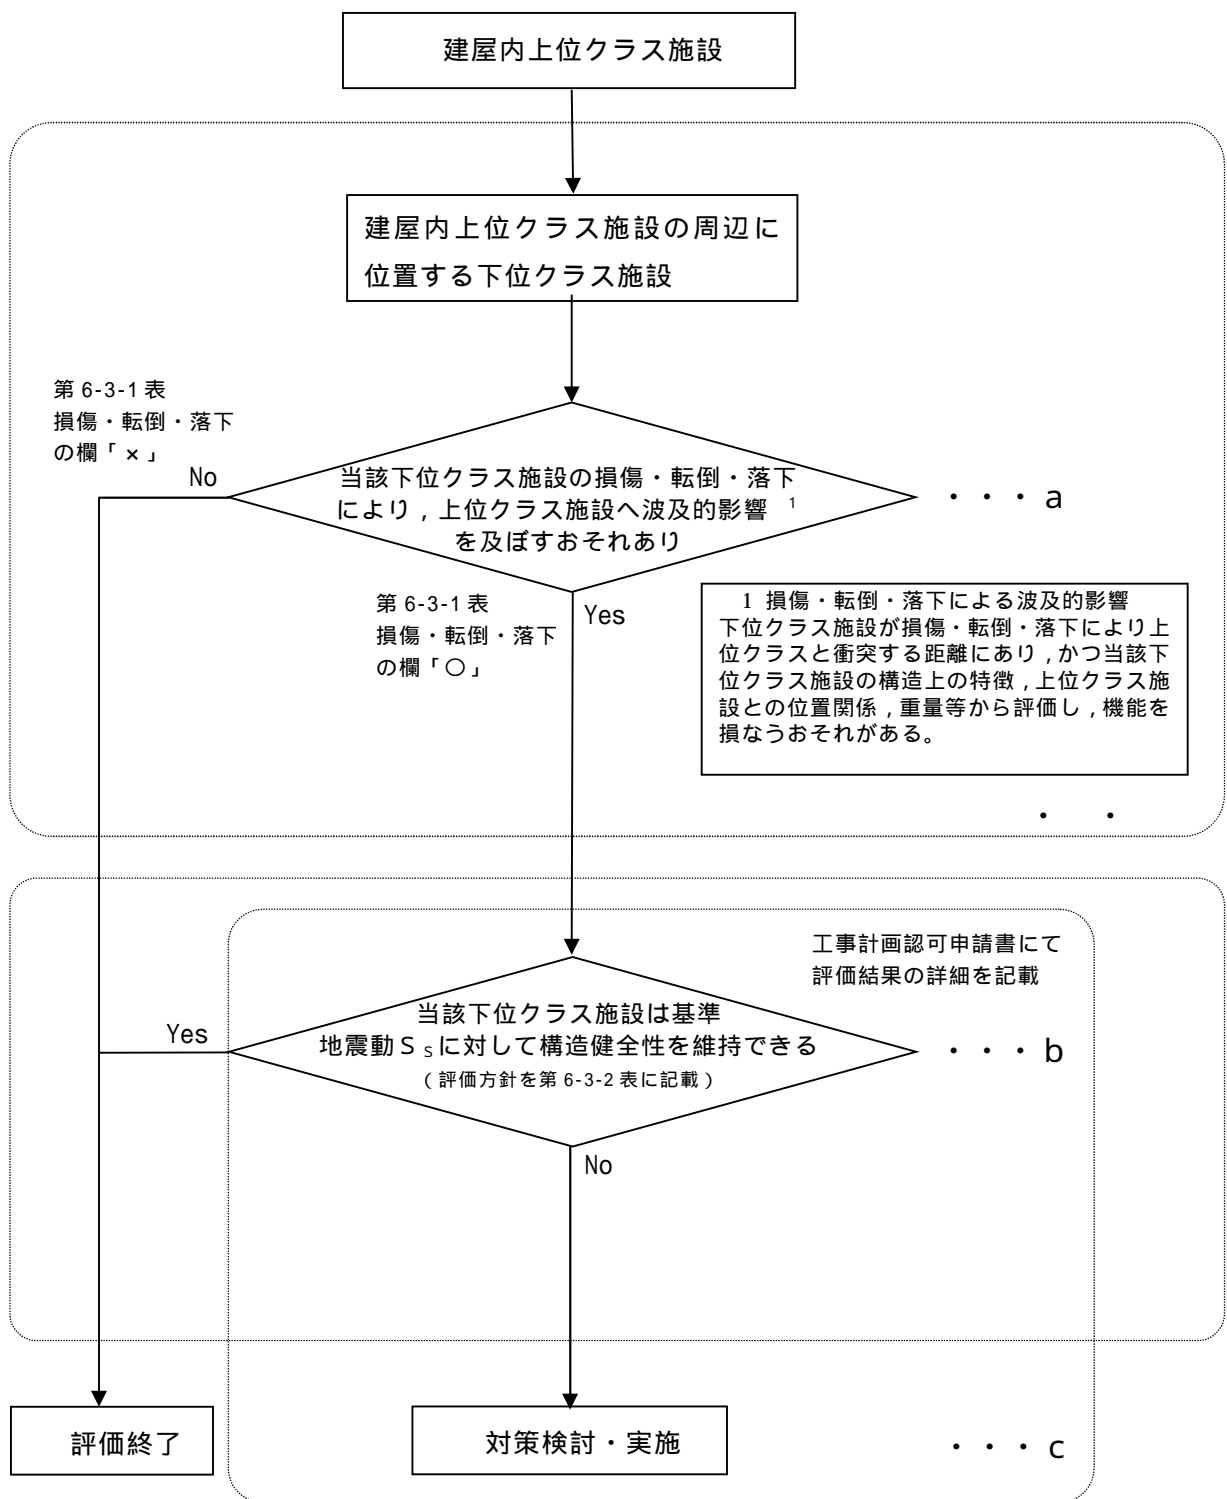 建屋内上位クラス施設
建屋内上位クラス施設の周辺に
位置する下位クラス施設
第 6-3-1 表
損傷・転倒・落下
の欄「×」
No
当該下位クラス施設の損傷・転倒・落下
により，上位クラス施設へ波及的影響 1
を及ぼすおそれあり
・・・a
第 6-3-1 表
損傷・転倒・落下
の欄「○」
Yes
1 損傷・転倒・落下による波及的影響
下位クラス施設が損傷・転倒・落下により上
位クラスと衝突する距離にあり，かつ当該下
位クラス施設の構造上の特徴，上位クラス施
設との位置関係，重量等から評価し，機能を
損なうおそれがある。
・ ・
工事計画認可申請書にて
評価結果の詳細を記載
Yes
当該下位クラス施設は基準
地震動Ｓsに対して構造健全性を維持できる
（評価方針を第 6-3-2 表に記載）
・・・b
No
評価終了
対策検討・実施
・・・c